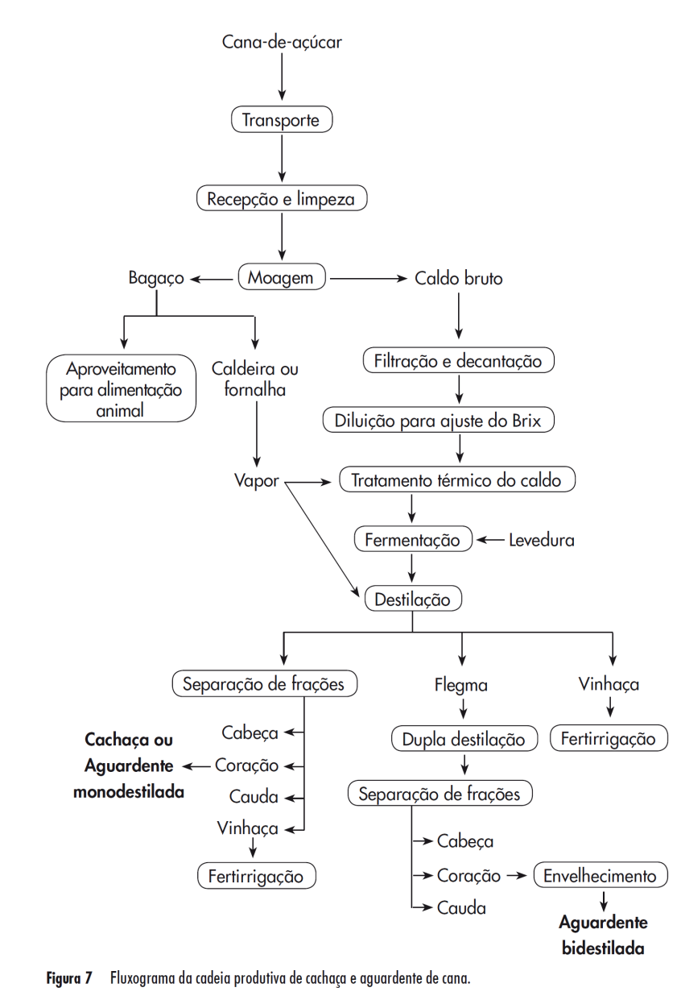 Cana-de-açúcar
Transporte
Recepção e limpeza
Bagaço
Moagem
Caldo bruto
Aproveitamento
para alimentação
animal
Caldeira ou
fornalha
Filtração e decantação
Diluição para ajuste do Brix
Vapor
Tratamento térmico do caldo
Fermentação
Levedura
Destilação
Separação de frações
Flegma
Vinhaça
Cabeça
Cachaça ou
Aguardente
monodestilada
Coração
Cauda
Vinhaça
Fertirrigação
Dupla destilação
Fertirrigação
Separação de frações
Cabeça
Coração
Envelhecimento
Cauda
Aguardente
bidestilada
Figura 7 Fluxograma da cadeia produtiva de cachaça e aguardente de cana.